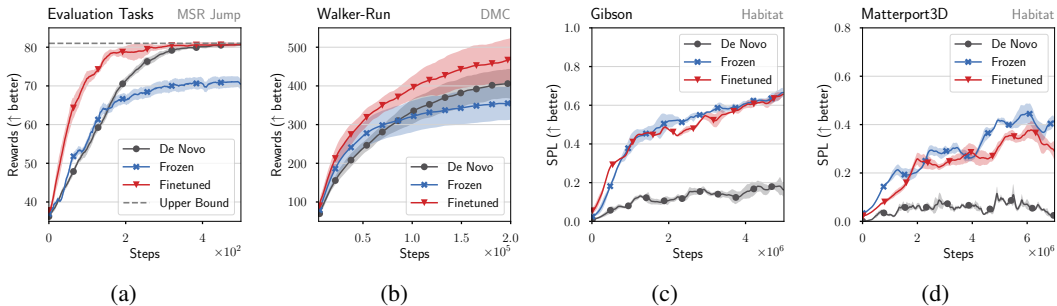 Evaluation Tasks MSR Jump
Rewards (↑ better)
80
70
60
50
40
De Novo
Frozen
Finetuned
Upper Bound
0 2 4
Steps ×10²
(a)
Walker-Run DMC
Rewards (↑ better)
500
400
300
200
100
De Novo
Frozen
Finetuned
0.5 1.0 1.5 2.0
Steps ×10⁵
(b)
Gibson Habitat
SPL (↑ better)
1.0
0.8
0.6
0.4
0.2
0.0
De Novo
Frozen
Finetuned
0 2 4
Steps ×10⁶
(c)
Matterport3D Habitat
SPL (↑ better)
0.8
0.6
0.4
0.2
0.0
De Novo
Frozen
Finetuned
0 2 4 6
Steps ×10⁶
(d)